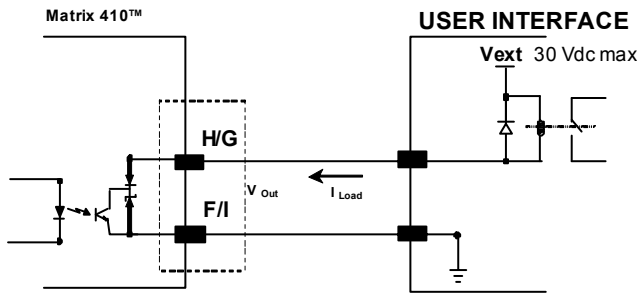 Matrix 410™
USER INTERFACE
Vext 30 Vdc max
H/G
V Out
I Load
F/I